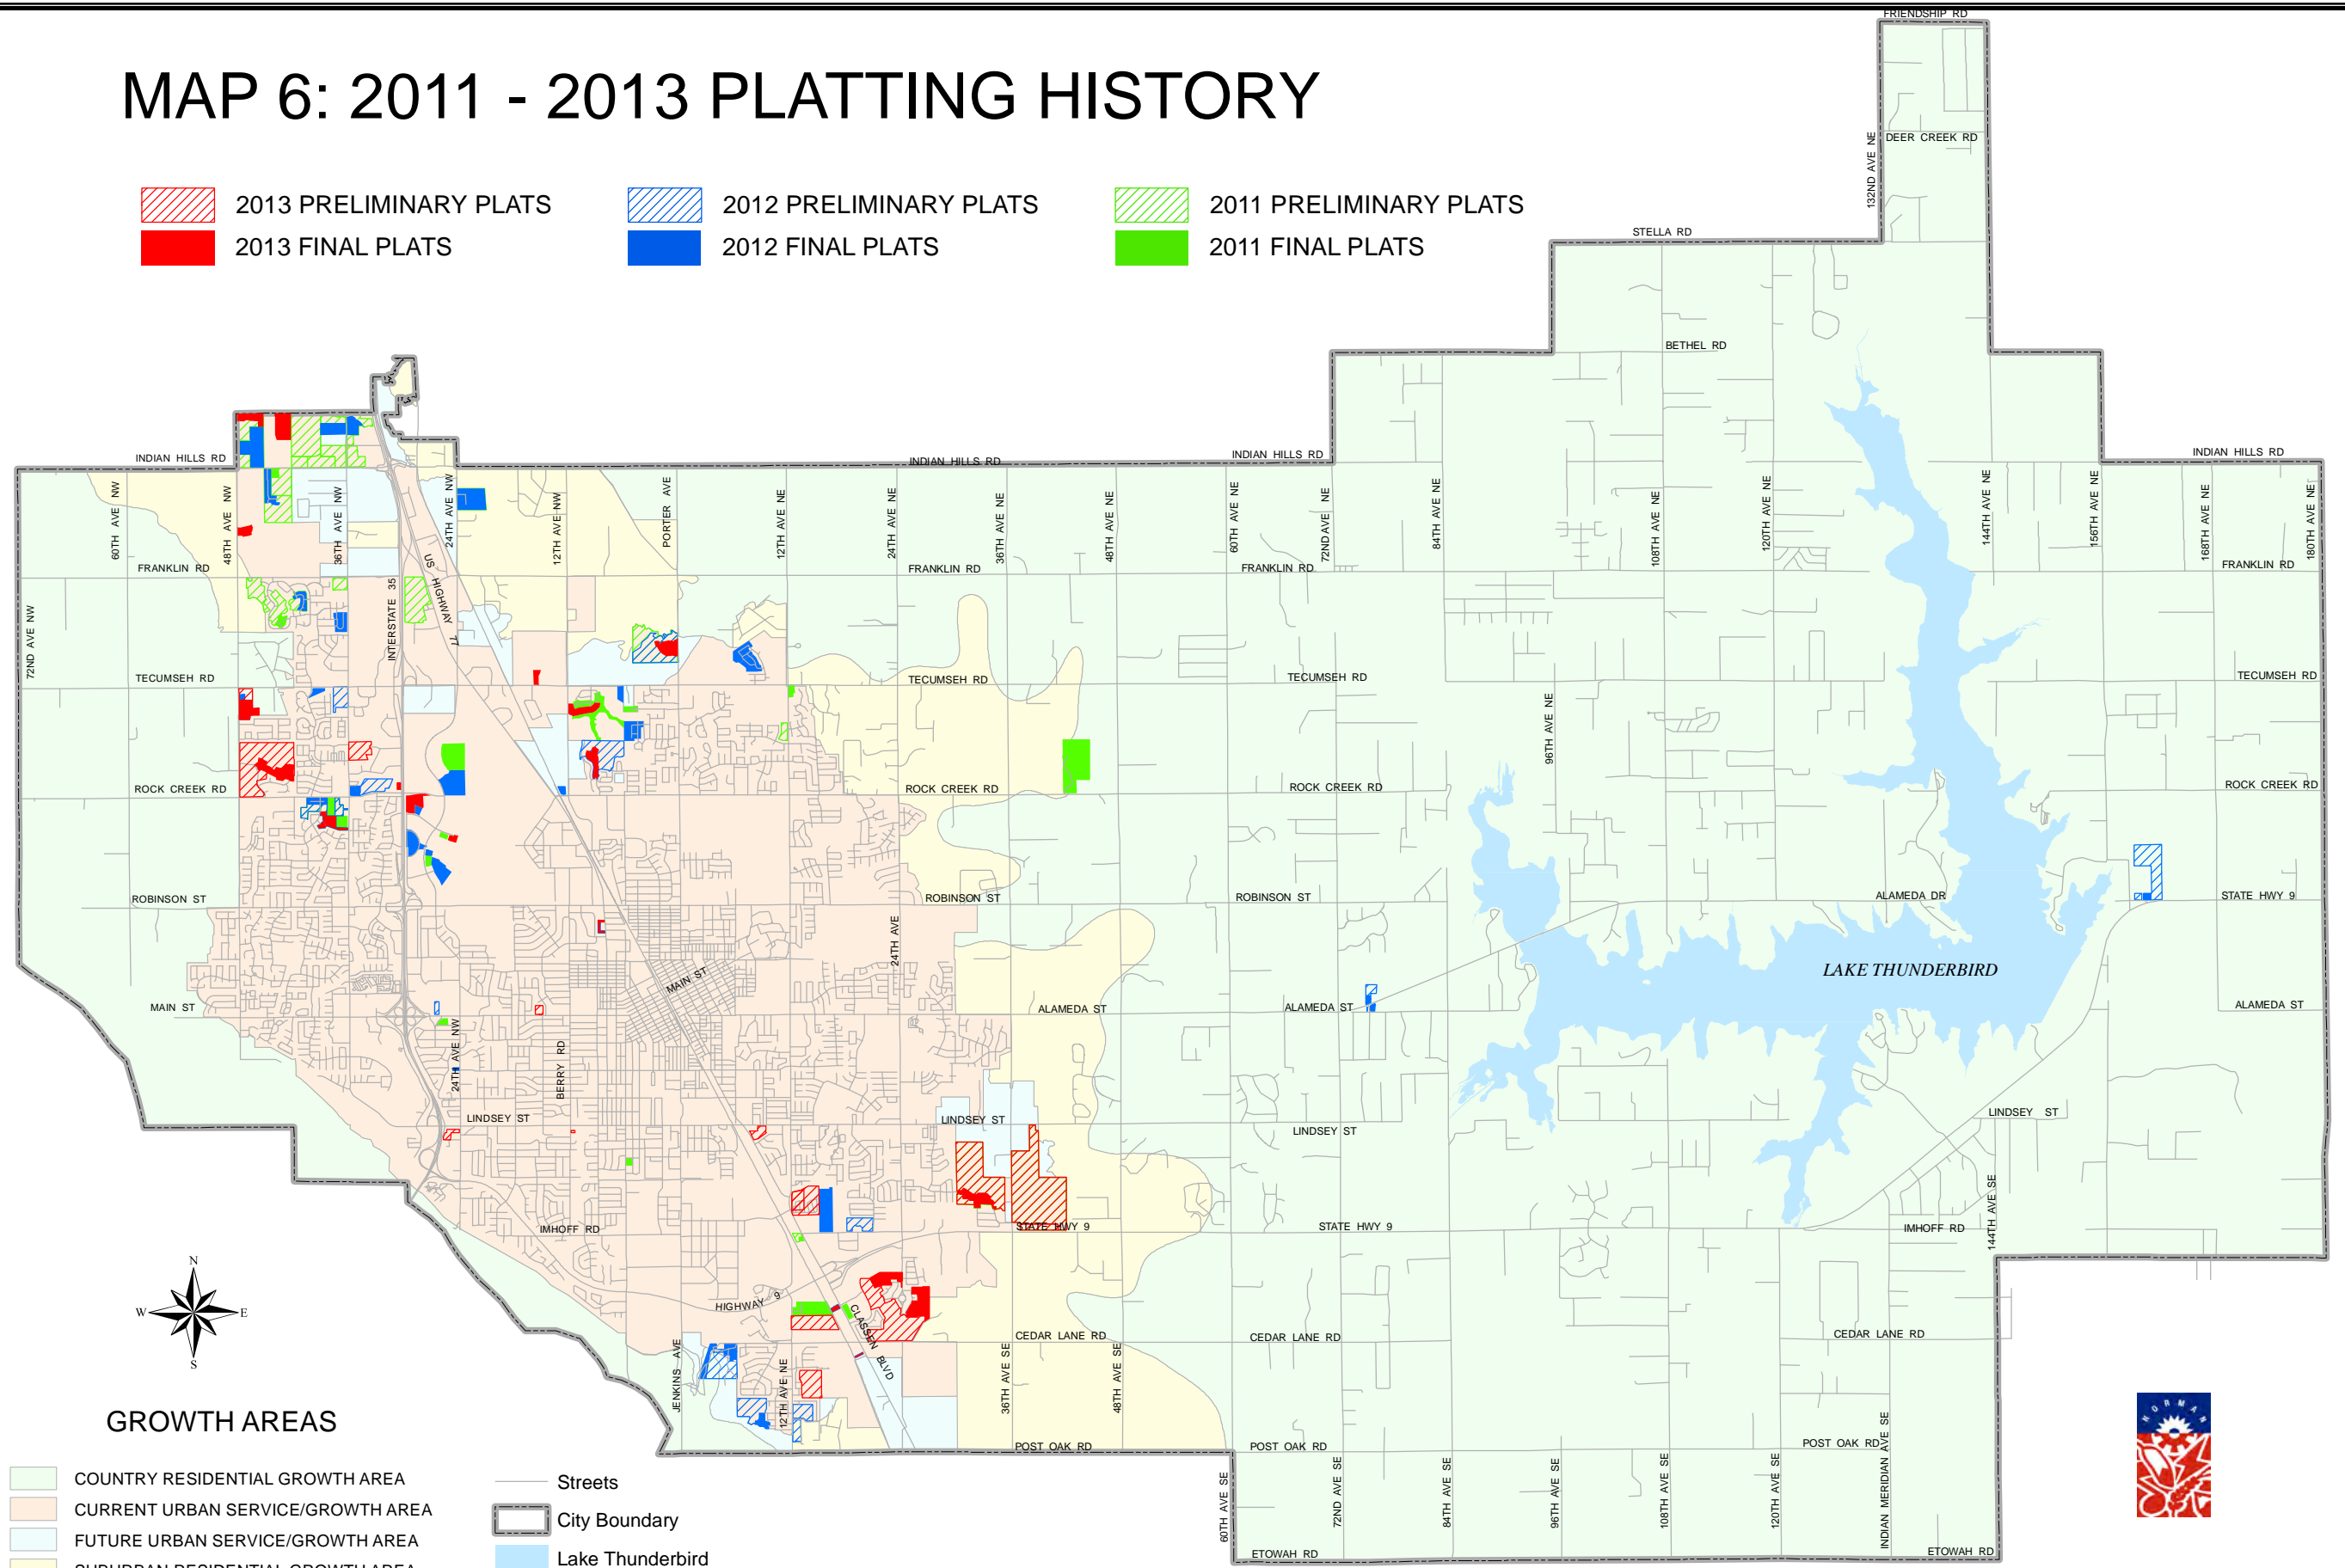 FRIENDSHIP RD
MAP 6: 2011 - 2013 PLATTING HISTORY
132ND AVE NE
DEER CREEK RD
2013 PRELIMINARY PLATS
2012 PRELIMINARY PLATS
2011 PRELIMINARY PLATS
2013 FINAL PLATS
2012 FINAL PLATS
2011 FINAL PLATS
STELLA RD
BETHEL RD
INDIAN HILLS RD
INDIAN HILLS RD
INDIAN HILLS RD
INDIAN HILLS RD
60TH AVE NW
48TH AVE NW
36TH AVE NW
24TH AVE NW
12TH AVE NW
PORTER AVE
12TH AVE NE
24TH AVE NE
36TH AVE NE
48TH AVE NE
60TH AVE NE
72ND AVE NE
84TH AVE NE
108TH AVE NE
120TH AVE NE
144TH AVE NE
156TH AVE NE
168TH AVE NE
180TH AVE NE
FRANKLIN RD
FRANKLIN RD
FRANKLIN RD
FRANKLIN RD
72ND AVE NW
INTERSTATE 35
US HIGHWAY 77
TECUMSEH RD
TECUMSEH RD
TECUMSEH RD
TECUMSEH RD
96TH AVE NE
ROCK CREEK RD
ROCK CREEK RD
ROCK CREEK RD
ROCK CREEK RD
ROBINSON ST
ROBINSON ST
ROBINSON ST
ALAMEDA DR
STATE HWY 9
24TH AVE
MAIN ST
LAKE THUNDERBIRD
MAIN ST
ALAMEDA ST
ALAMEDA ST
ALAMEDA ST
24TH AVE NW
BERRY RD
LINDSEY ST
LINDSEY ST
LINDSEY ST
LINDSEY ST
IMHOFF RD
STATE HWY 9
STATE HWY 9
IMHOFF RD
144TH AVE SE
N
W
E
S
HIGHWAY 9
CLASSEN BLVD
CEDAR LANE RD
CEDAR LANE RD
CEDAR LANE RD
JENKINS AVE
12TH AVE NE
36TH AVE SE
48TH AVE SE
POST OAK RD
POST OAK RD
POST OAK RD
60TH AVE SE
72ND AVE SE
84TH AVE SE
96TH AVE SE
108TH AVE SE
120TH AVE SE
INDIAN MERIDIAN AVE SE
ETOWAH RD
ETOWAH RD
NORMAN
GROWTH AREAS
COUNTRY RESIDENTIAL GROWTH AREA
CURRENT URBAN SERVICE/GROWTH AREA
FUTURE URBAN SERVICE/GROWTH AREA
SUBURBAN RESIDENTIAL GROWTH AREA
Streets
City Boundary
Lake Thunderbird